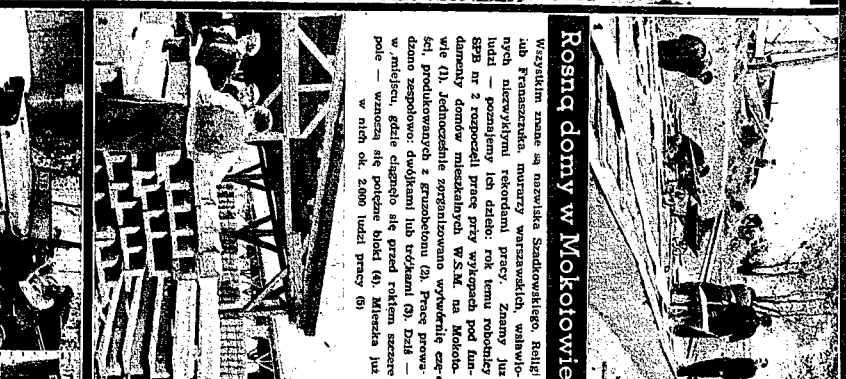 Rosną domy w Mokotowie
Wszystkim znane są nazwiska Szadkowskiego, Religi
lub Franaszczuka, murarzy warszawskich, wsławio-
nych niezwykłymi rekordami pracy. Znamy już
ludzi — poznajemy ich dzieło: rok temu robotnicy
SPB nr 2 rozpoczęli pracę przy wykopach pod fun-
damenty domów mieszkalnych W.S.M. na Mokoto-
wie (1). Jednocześnie zorganizowano wytwórnię czę-
ści, produkowanych z gruzobetonu (2). Pracę prowa-
dzono zespołowo: dwójkami lub trójkami (3). Dziś —
w miejscu, gdzie ciągnęło się przed rokiem szczere
pole — wznoszą się potężne bloki (4). Mieszka już
w nich ok. 2.000 ludzi pracy (5)